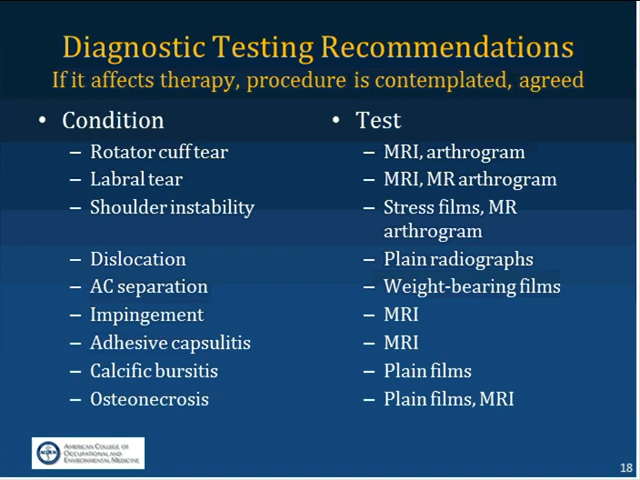 Diagnostic Testing Recommendations
If it affects therapy, procedure is contemplated, agreed
• Condition
– Rotator cuff tear
– Labral tear
– Shoulder instability
– Dislocation
– AC separation
– Impingement
– Adhesive capsulitis
– Calcific bursitis
– Osteonecrosis
• Test
– MRI, arthrogram
– MRI, MR arthrogram
– Stress films, MR
arthrogram
– Plain radiographs
– Weight-bearing films
– MRI
– MRI
– Plain films
– Plain films, MRI
American College of
Occupational and
Environmental Medicine
18